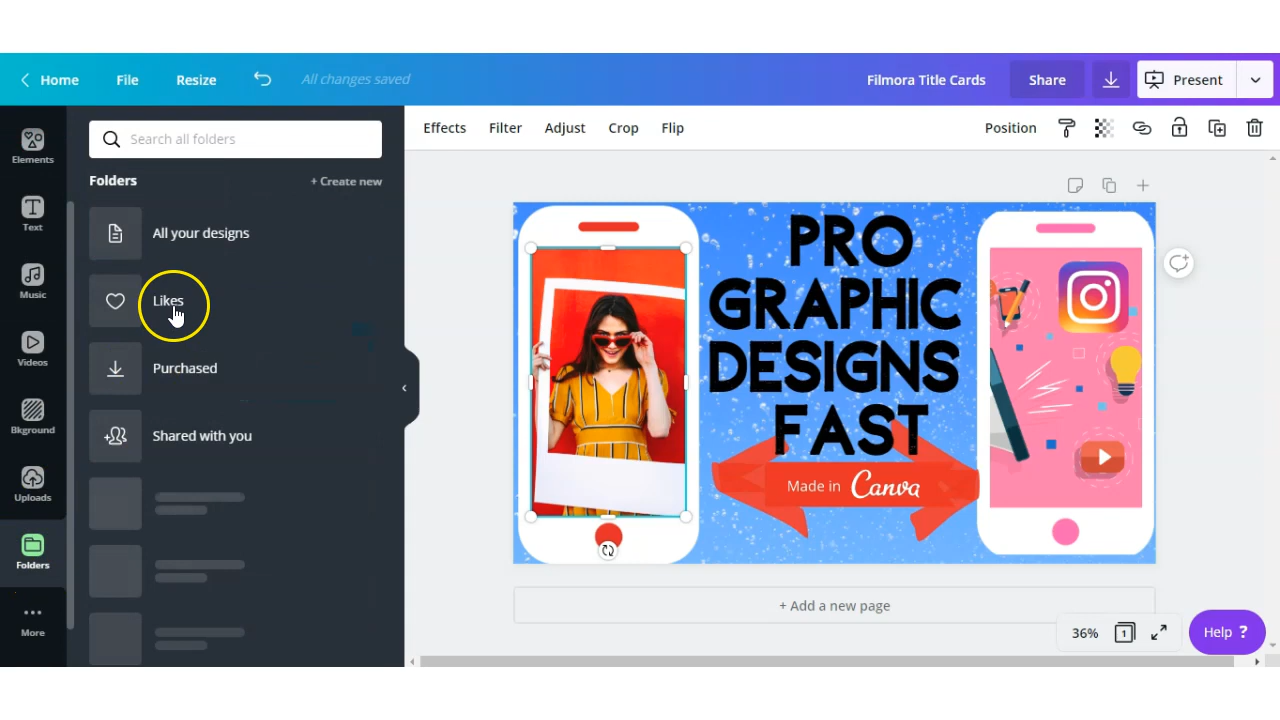 Home File Resize All changes saved Filmora Title Cards Share Present
Elements
Text
Music
Videos
Bkground
Uploads
Folders
More
Search all folders
Folders + Create new
All your designs
Likes
Purchased
Shared with you
Effects Filter Adjust Crop Flip Position
PRO
GRAPHIC
DESIGNS
FAST
Made in Canva
+ Add a new page
36% 1 Help ?